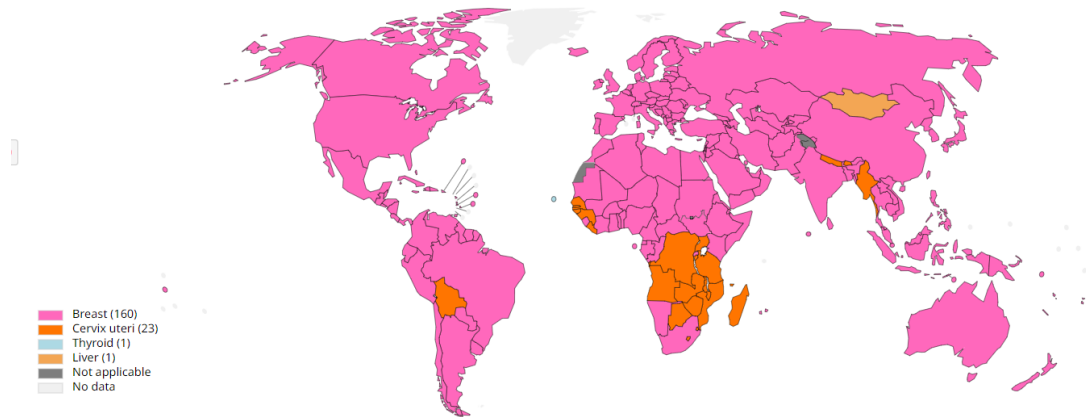 Breast (160)
Cervix uteri (23)
Thyroid (1)
Liver (1)
Not applicable
No data